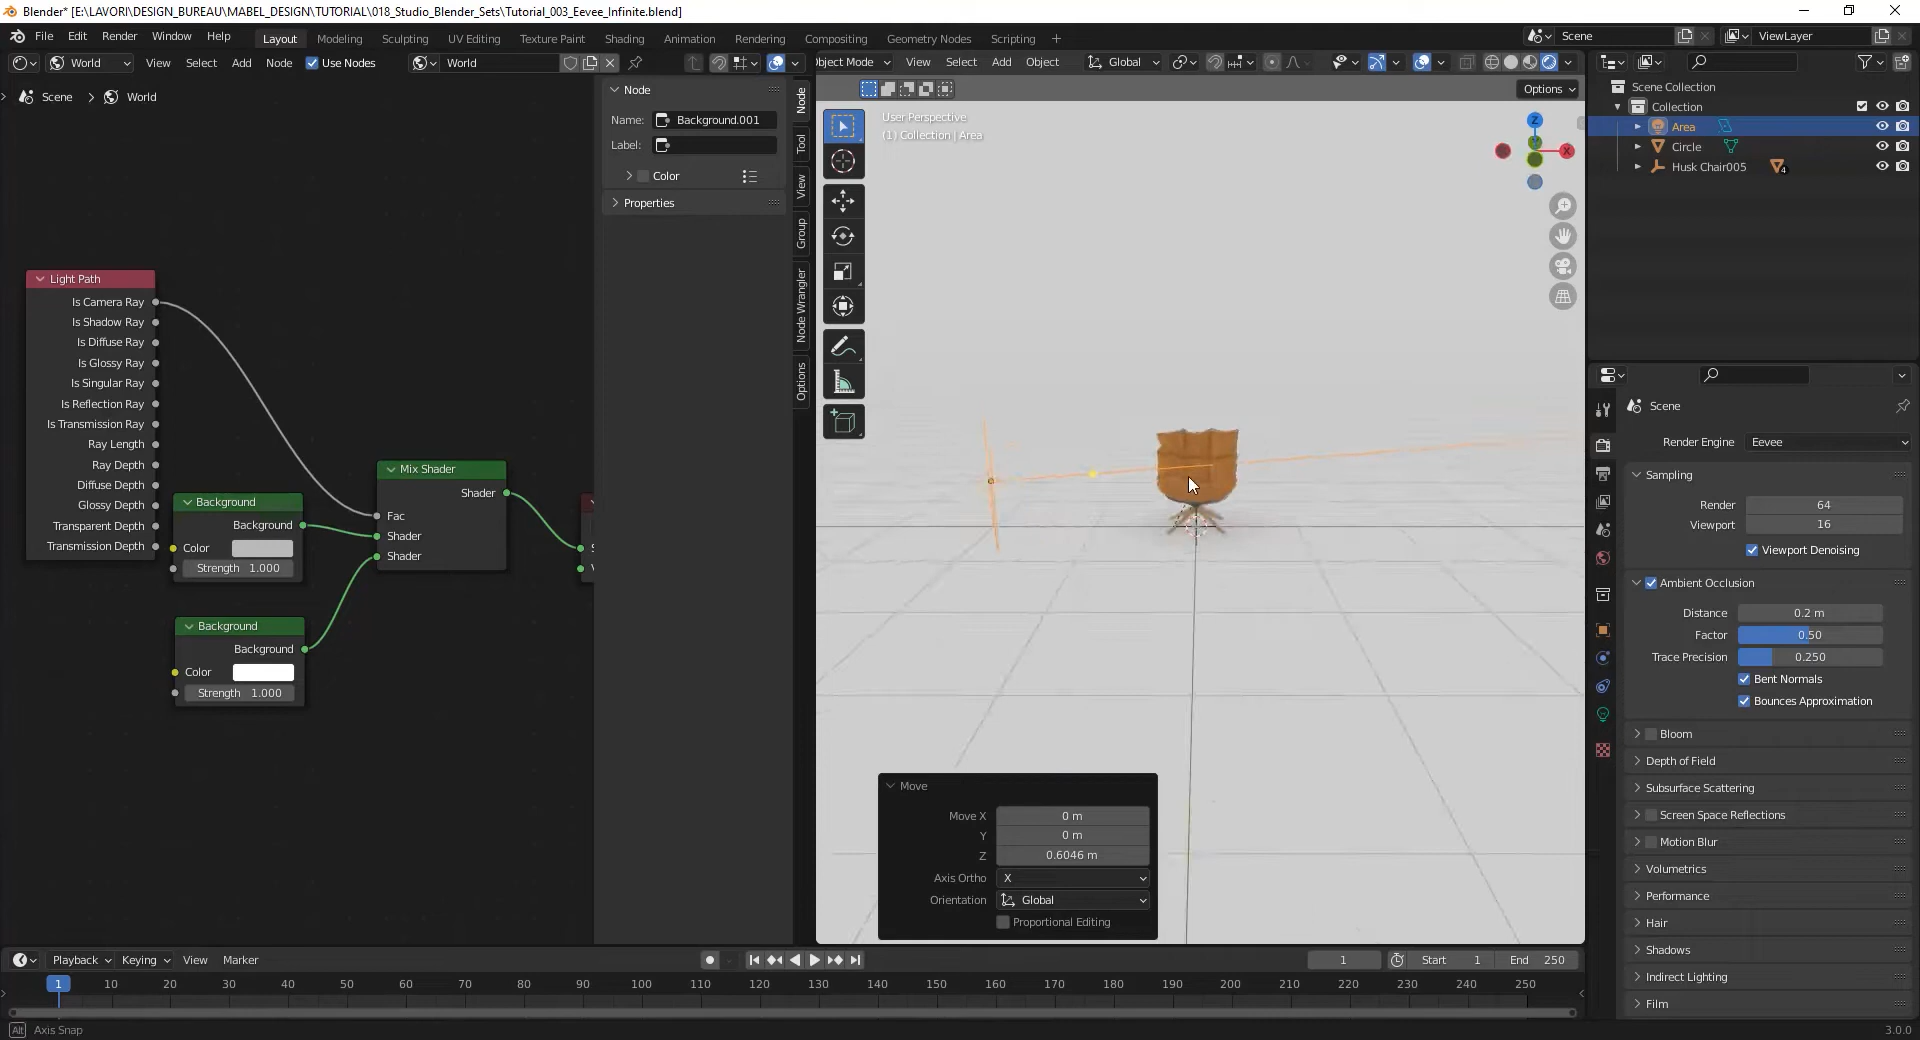 Blender* [E:\LAVORI\DESIGN_BUREAU\MABEL_DESIGN\TUTORIAL\018_Studio_Blender_Sets\Tutorial_003_Eevee_Infinite.blend]
File Edit Render Window Help Layout Modeling Sculpting UV Editing Texture Paint Shading Animation Rendering Compositing Geometry Nodes Scripting + Scene ViewLayer
World View Select Add Node Use Nodes World
Object Mode View Select Add Object Global
Scene > World
Options
Node
Name: Background.001
Label:
Color
Properties
Node
Tool
View
Group
Node Wrangler
Options
Light Path
Is Camera Ray
Is Shadow Ray
Is Diffuse Ray
Is Glossy Ray
Is Singular Ray
Is Reflection Ray
Is Transmission Ray
Ray Length
Ray Depth
Diffuse Depth
Glossy Depth
Transparent Depth
Transmission Depth
Background
Background
Color
Strength 1.000
Background
Background
Color
Strength 1.000
Mix Shader
Shader
Fac
Shader
Shader
User Perspective
(1) Collection | Area
Z
X
Move
Move X 0 m
Y 0 m
Z 0.6046 m
Axis Ortho X
Orientation Global
Proportional Editing
Scene Collection
Collection
Area
Circle
Husk Chair005 4
Scene
Render Engine Eevee
Sampling
Render 64
Viewport 16
Viewport Denoising
Ambient Occlusion
Distance 0.2 m
Factor 0.50
Trace Precision 0.250
Bent Normals
Bounces Approximation
Bloom
Depth of Field
Subsurface Scattering
Screen Space Reflections
Motion Blur
Volumetrics
Performance
Hair
Shadows
Indirect Lighting
Film
Playback Keying View Marker 1 Start 1 End 250
1 10 20 30 40 50 60 70 80 90 100 110 120 130 140 150 160 170 180 190 200 210 220 230 240 250
Alt Axis Snap 3.0.0